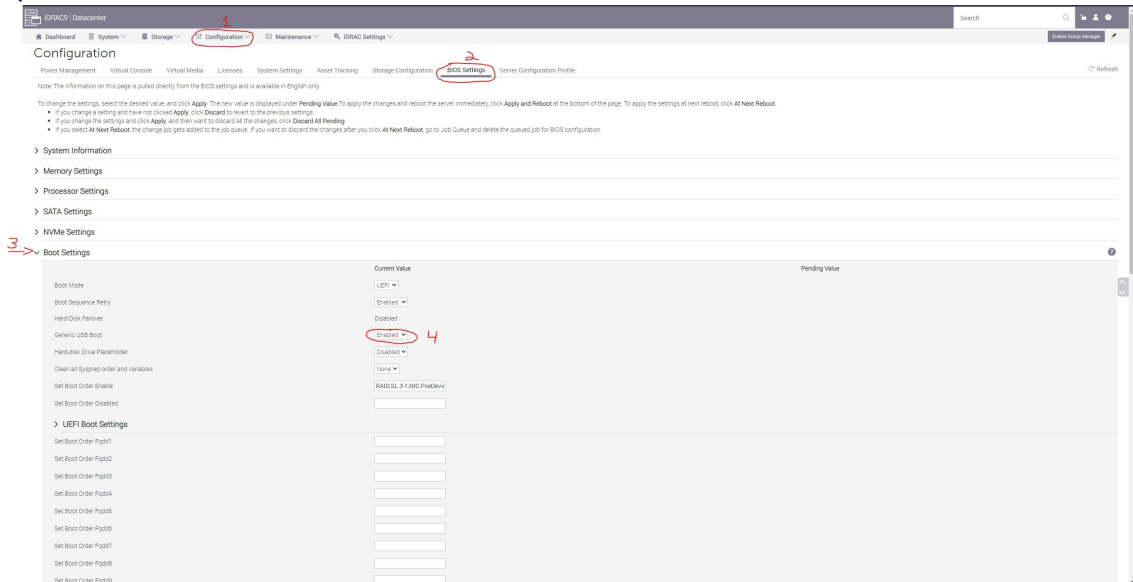 iDRAC9 | Datacenter
Search
1
Dashboard System Storage Configuration Maintenance iDRAC Settings
Enable Group Manager
Configuration
2
Power Management Virtual Console Virtual Media Licenses System Settings Asset Tracking Storage Configuration BIOS Settings Server Configuration Profile
Refresh
Note: The information on this page is pulled directly from the BIOS settings and is available in English only
To change the settings, select the desired value, and click Apply. The new value is displayed under Pending Value.To apply the changes and reboot the server immediately, click Apply and Reboot at the bottom of the page. To apply the settings at next reboot, click At Next Reboot
If you change a setting and have not clicked Apply, click Discard to revert to the previous settings.
If you change the settings and click Apply, and then want to discard all the changes, click Discard All Pending.
If you select At Next Reboot, the change job gets added to the job queue. If you want to discard the changes after you click At Next Reboot, go to Job Queue and delete the queued job for BIOS configuration.
> System Information
> Memory Settings
> Processor Settings
> SATA Settings
> NVMe Settings
3
Boot Settings
Current Value Pending Value
Boot Mode UEFI
Boot Sequence Retry Enabled
Hard-Disk Failover Disabled
Generic USB Boot Enabled 4
Hard-disk Drive Placeholder Disabled
Clean all Sysprep order and variables None
Set Boot Order Enable RAID.SL.3-1,NIC.PxeDevi
Set Boot Order Disabled
> UEFI Boot Settings
Set Boot Order Fqdd1
Set Boot Order Fqdd2
Set Boot Order Fqdd3
Set Boot Order Fqdd4
Set Boot Order Fqdd5
Set Boot Order Fqdd6
Set Boot Order Fqdd7
Set Boot Order Fqdd8
Set Boot Order Fqdd9